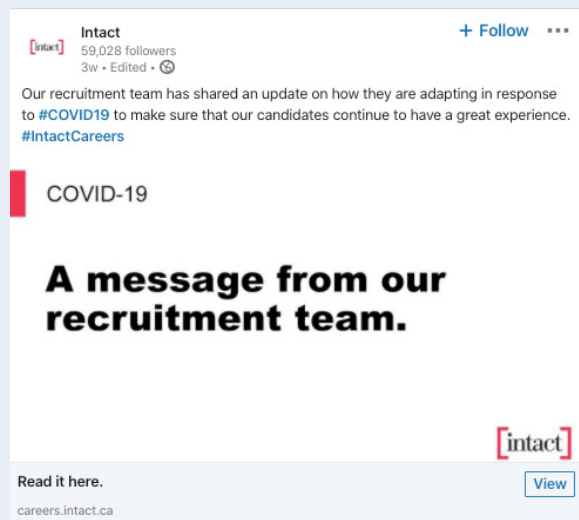 [intact]
Intact
59,028 followers
3w • Edited •
+ Follow
Our recruitment team has shared an update on how they are adapting in response
to #COVID19 to make sure that our candidates continue to have a great experience.
#IntactCareers
COVID-19
A message from our
recruitment team.
[intact]
Read it here.
View
careers.intact.ca